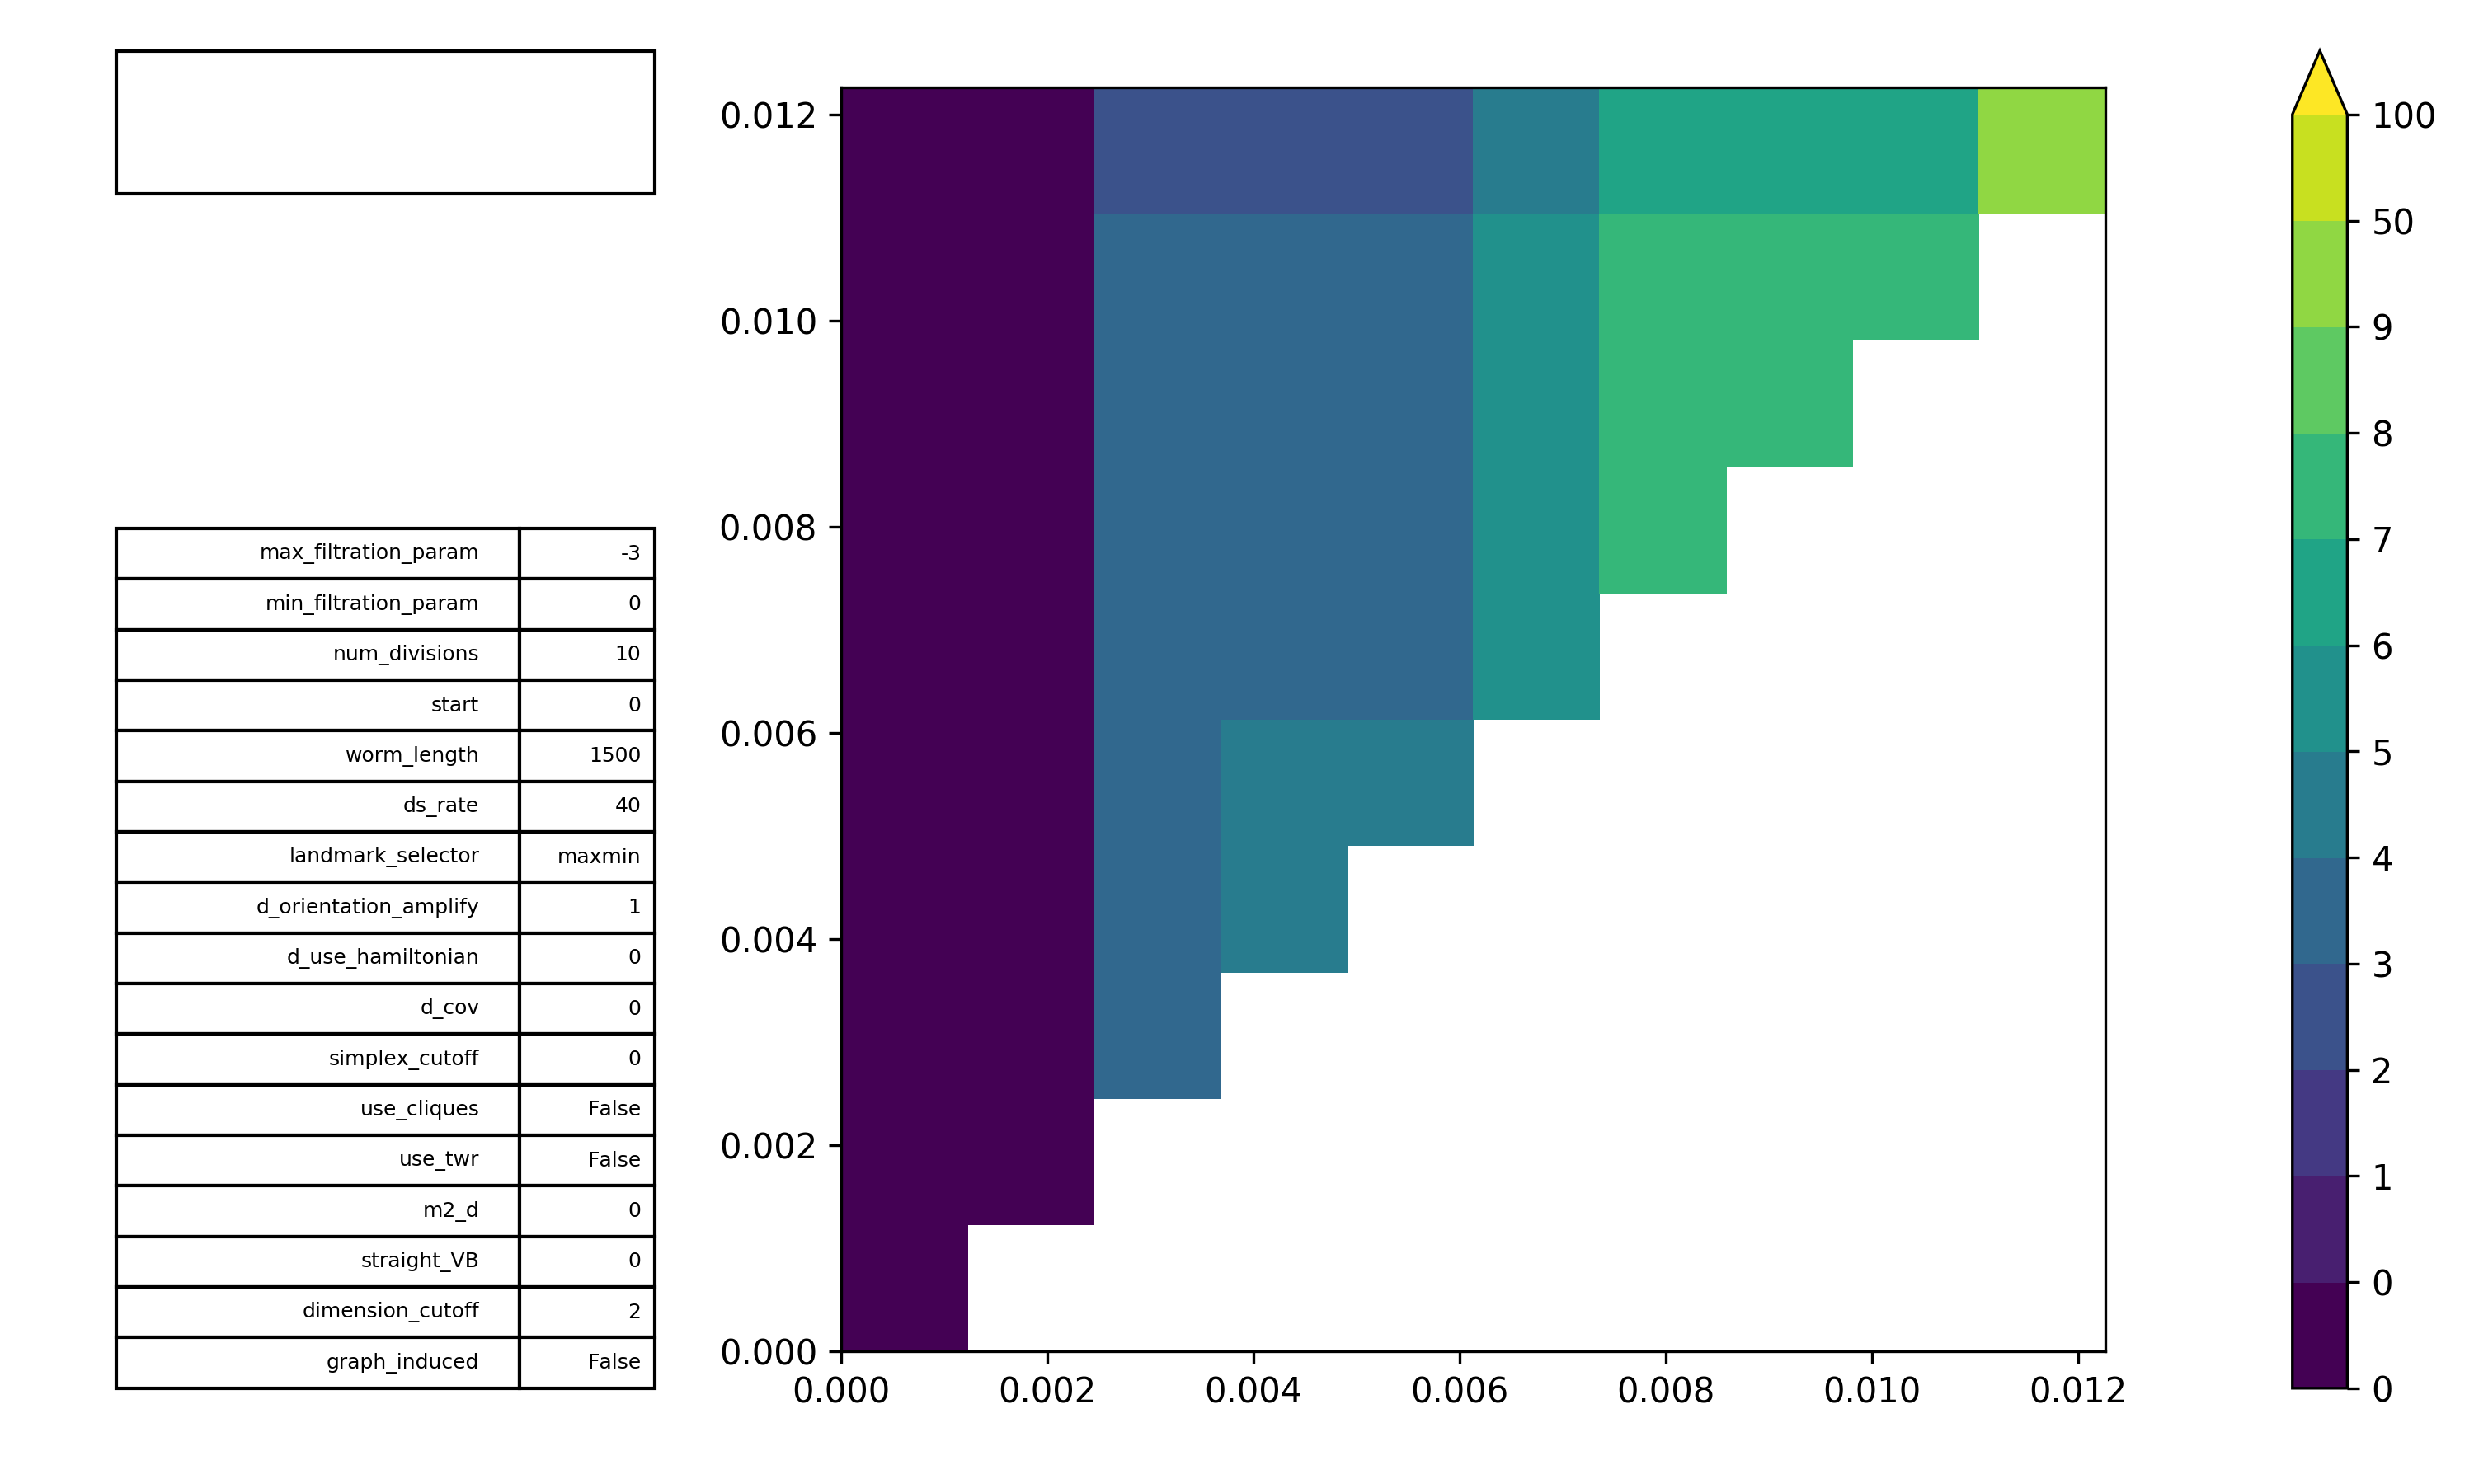 max_filtration_param -3
min_filtration_param 0
num_divisions 10
start 0
worm_length 1500
ds_rate 40
landmark_selector maxmin
d_orientation_amplify 1
d_use_hamiltonian 0
d_cov 0
simplex_cutoff 0
use_cliques False
use_twr False
m2_d 0
straight_VB 0
dimension_cutoff 2
graph_induced False
0.012
0.010
0.008
0.006
0.004
0.002
0.000
0.000 0.002 0.004 0.006 0.008 0.010 0.012
100
50
9
8
7
6
5
4
3
2
1
0
0